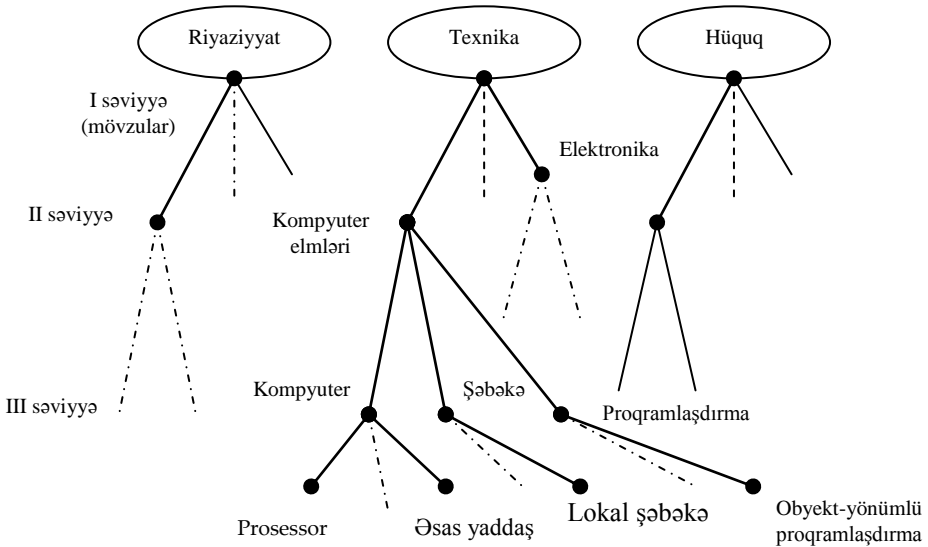 Riyaziyyat
Texnika
Hüquq
I səviyyə
(mövzular)
Elektronika
II səviyyə
Kompyuter
elmləri
Kompyuter
Şəbəkə
III səviyyə
Proqramlaşdırma
Prosessor
Əsas yaddaş
Lokal şəbəkə
Obyekt-yönümlü
proqramlaşdırma